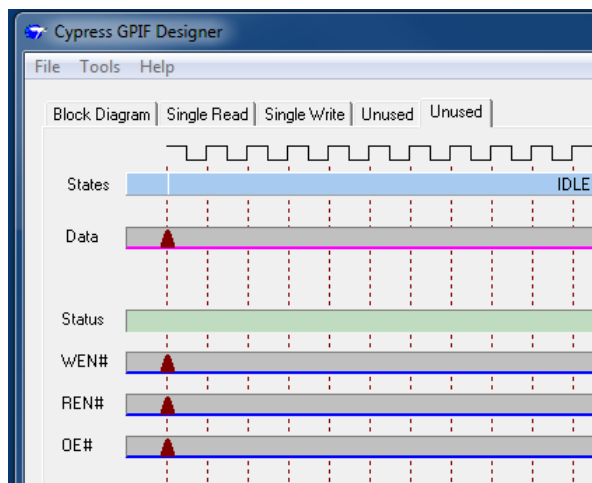 Cypress GPIF Designer
File Tools Help
Block Diagram Single Read Single Write Unused Unused
States IDLE
Data
Status
WEN#
REN#
OE#